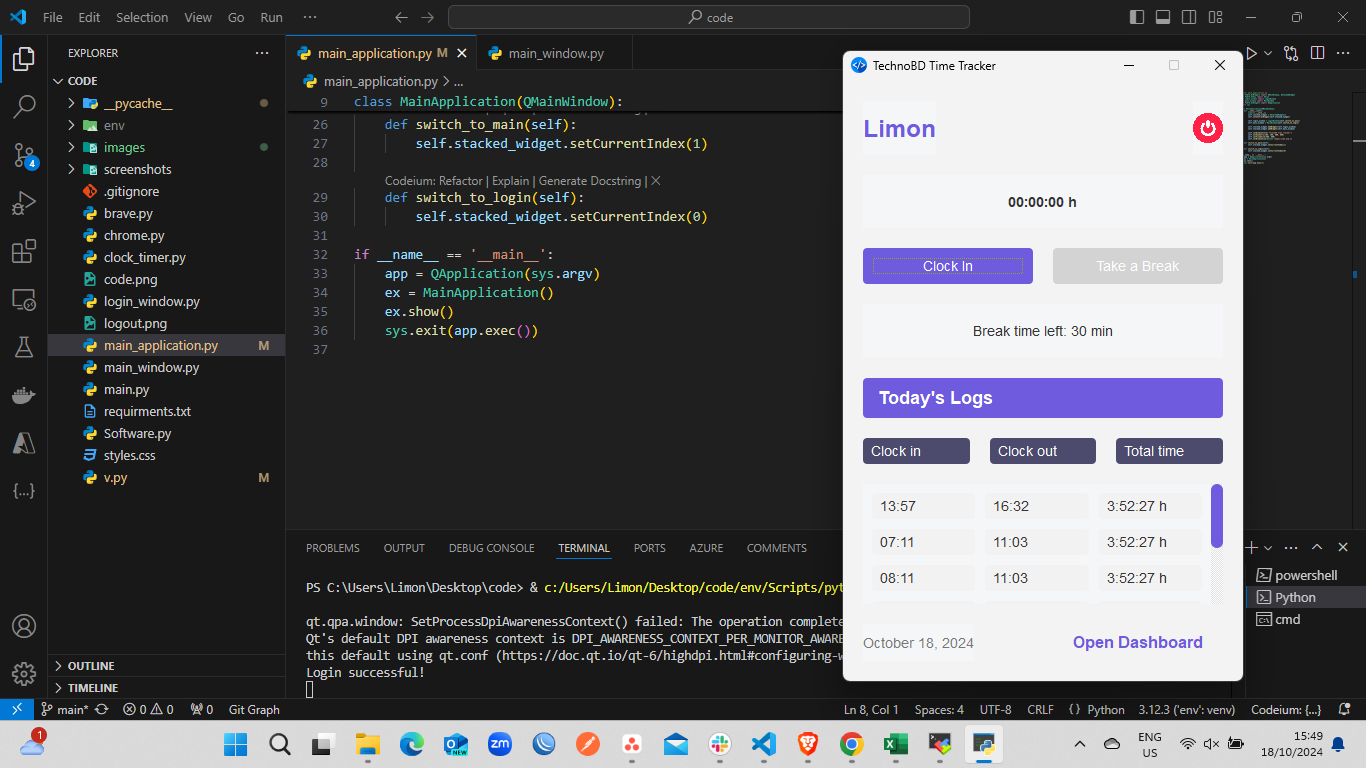 File Edit Selection View Go Run ··· code
EXPLORER ···
CODE
__pycache__
env
images
screenshots
.gitignore
brave.py
chrome.py
clock_timer.py
code.png
login_window.py
logout.png
main_application.py M
main_window.py
main.py
requirments.txt
Software.py
styles.css
v.py M
OUTLINE
TIMELINE
4
main_application.py M
main_window.py
main_application.py > ...
9 class MainApplication(QMainWindow):
26 def switch_to_main(self):
27 self.stacked_widget.setCurrentIndex(1)
28
Codeium: Refactor | Explain | Generate Docstring | X
29 def switch_to_login(self):
30 self.stacked_widget.setCurrentIndex(0)
31
32 if __name__ == '__main__':
33 app = QApplication(sys.argv)
34 ex = MainApplication()
35 ex.show()
36 sys.exit(app.exec())
37
PROBLEMS OUTPUT DEBUG CONSOLE TERMINAL PORTS AZURE COMMENTS
PS C:\Users\Limon\Desktop\code> & c:/Users/Limon/Desktop/code/env/Scripts/pyt
qt.qpa.window: SetProcessDpiAwarenessContext() failed: The operation complete
Qt's default DPI awareness context is DPI_AWARENESS_CONTEXT_PER_MONITOR_AWARE
this default using qt.conf (https://doc.qt.io/qt-6/highdpi.html#configuring-w
Login successful!
powershell
Python
cmd
TechnoBD Time Tracker
Limon
00:00:00 h
Clock In Take a Break
Break time left: 30 min
Today's Logs
Clock in Clock out Total time
13:57 16:32 3:52:27 h
07:11 11:03 3:52:27 h
08:11 11:03 3:52:27 h
October 18, 2024 Open Dashboard
main* 0 0 0 Git Graph
Ln 8, Col 1 Spaces: 4 UTF-8 CRLF {} Python 3.12.3 ('env': venv) Codeium: {...}
1
NEW
zm
ENG
US
15:49
18/10/2024